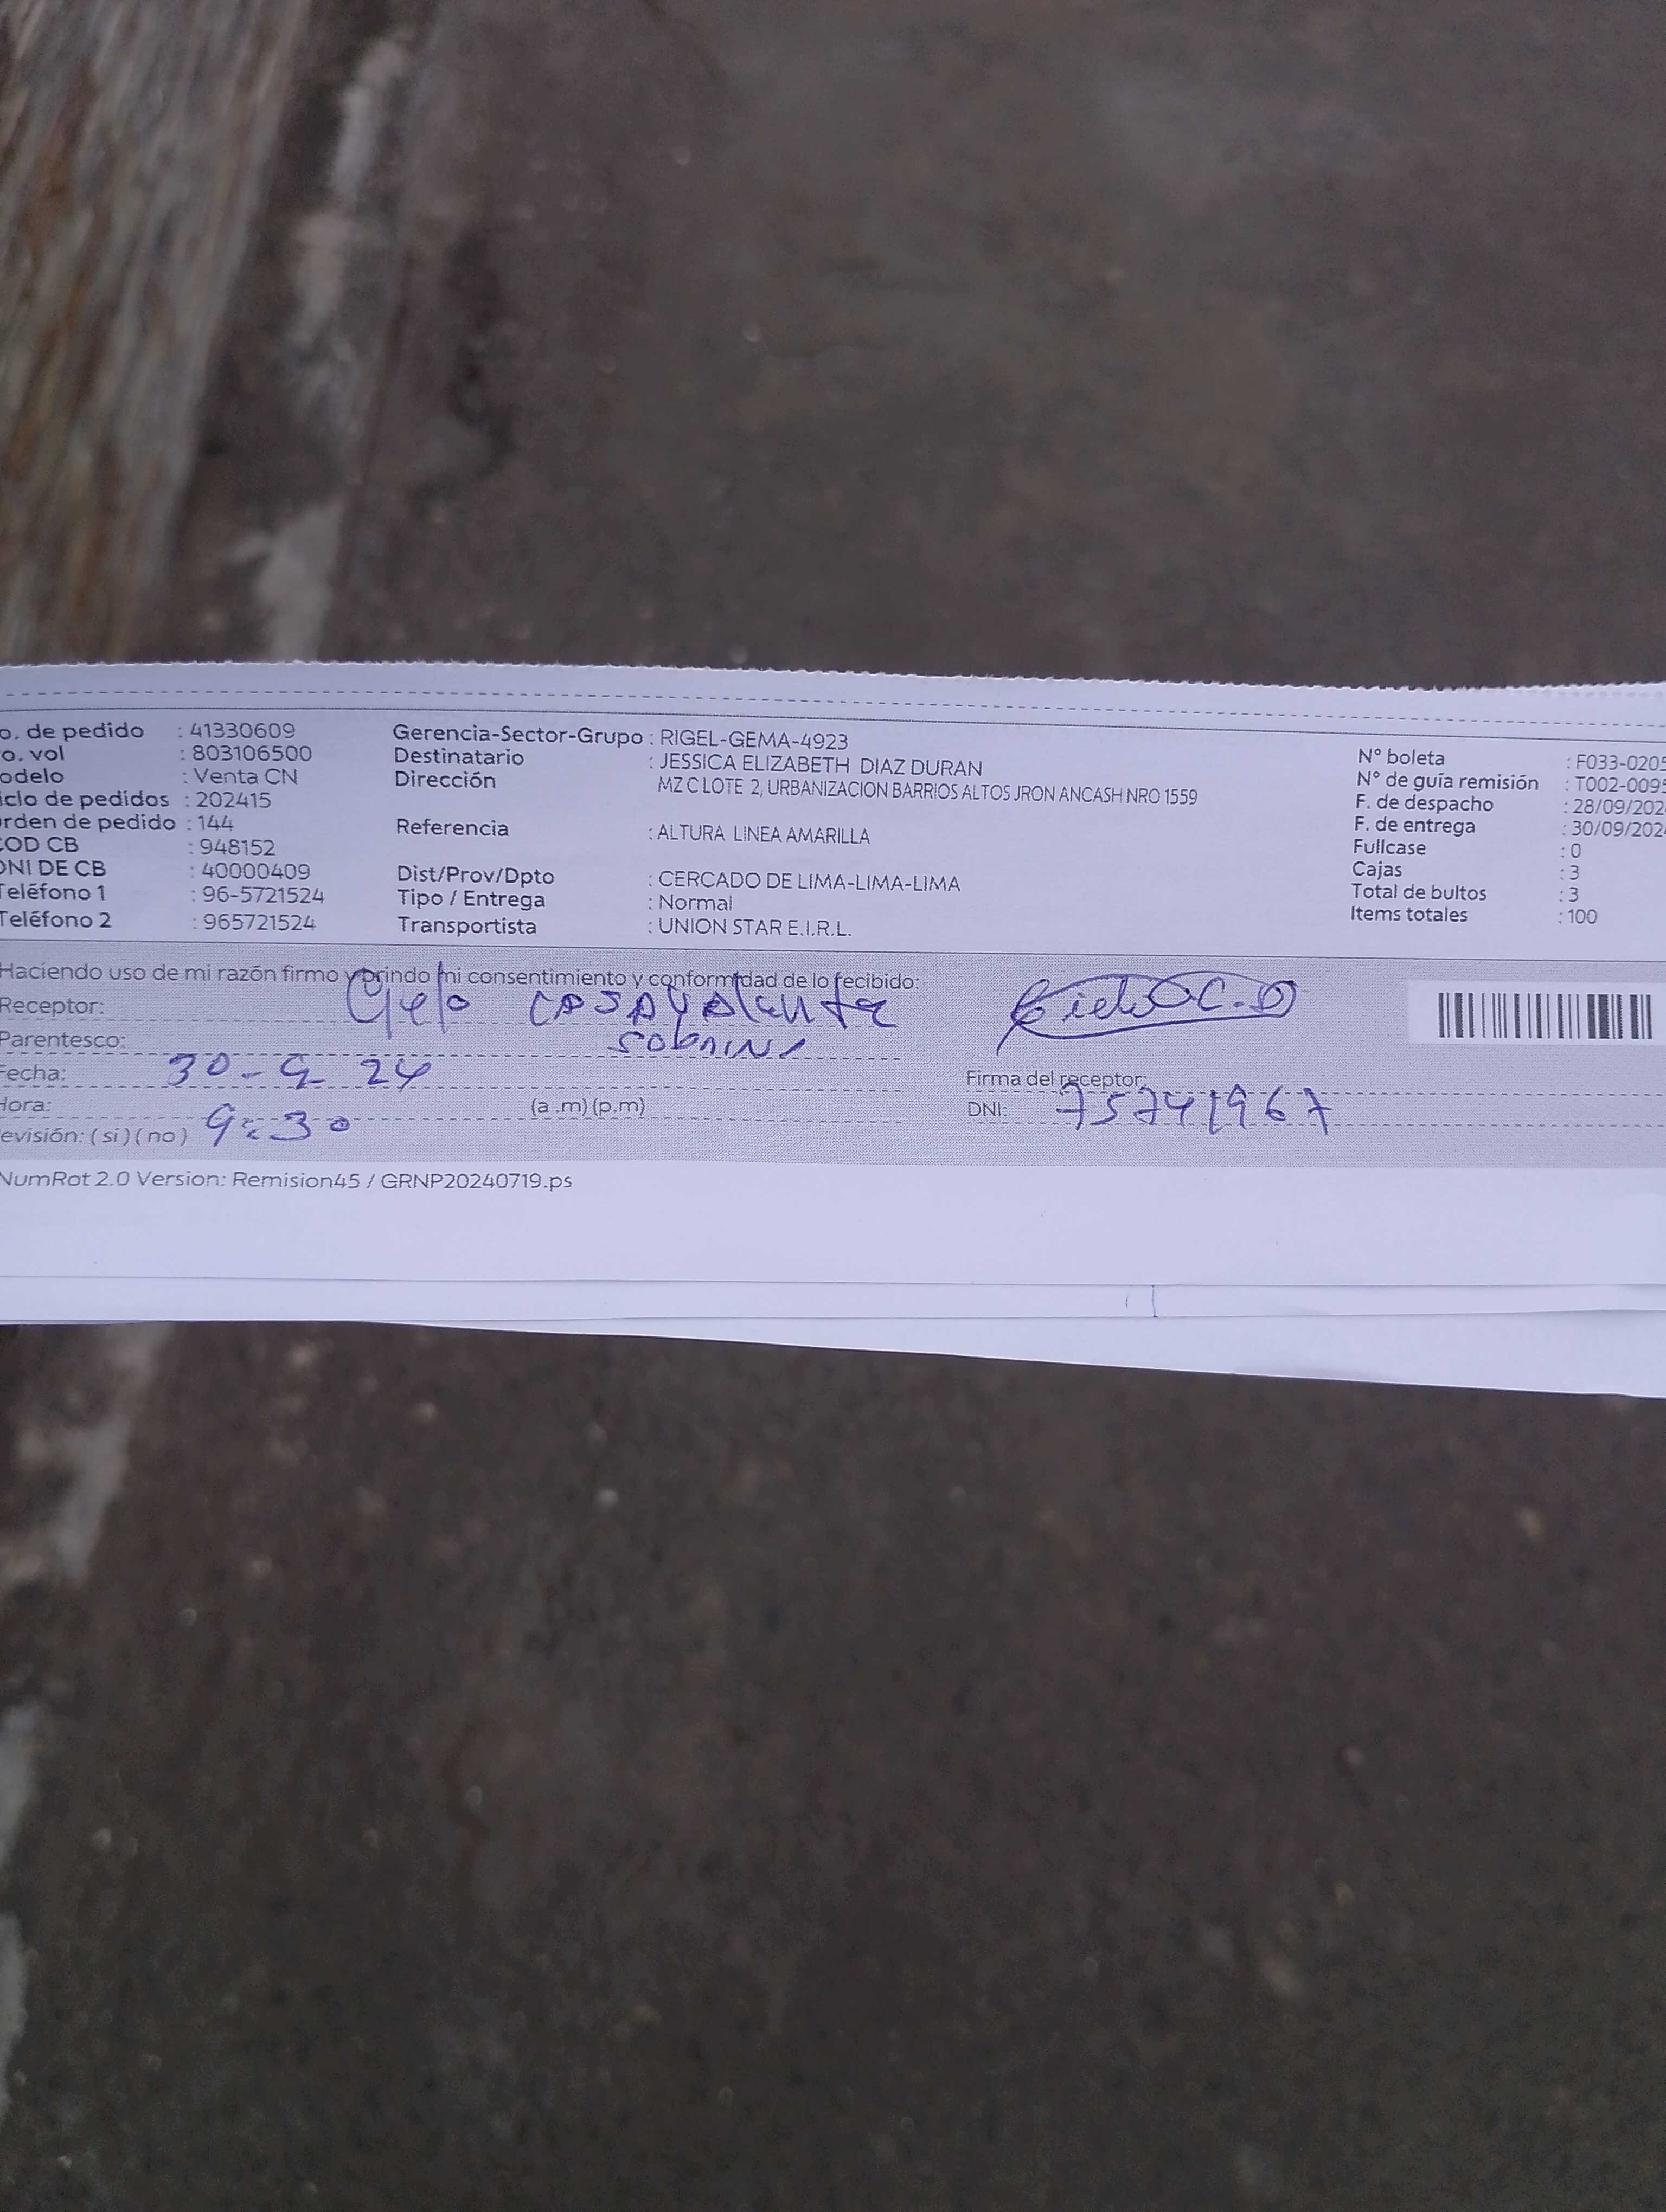 o. de pedido : 41330609 Gerencia-Sector-Grupo : RIGEL-GEMA-4923 N° boleta : F033-0205
o. vol : 803106500 Destinatario : JESSICA ELIZABETH DIAZ DURAN N° de guía remisión : T002-009
odelo : Venta CN Dirección MZ C LOTE 2, URBANIZACION BARRIOS ALTOS JRON ANCASH NRO 1559 F. de despacho : 28/09/202
iclo de pedidos : 202415 F. de entrega : 30/09/202
rden de pedido : 144 Referencia : ALTURA LINEA AMARILLA Fullcase : 0
COD CB : 948152 Cajas : 3
DNI DE CB : 40000409 Dist/Prov/Dpto : CERCADO DE LIMA-LIMA-LIMA Total de bultos : 3
Teléfono 1 : 96-5721524 Tipo / Entrega : Normal Items totales : 100
Teléfono 2 : 965721524 Transportista : UNION STAR E.I.R.L.
Haciendo uso de mi razón firmo y brindo mi consentimiento y conformidad de lo recibido:
Receptor:
Parentesco:
Fecha: 30-9 24 Firma del receptor:
Hora: 9:30 (a .m) (p.m) DNI: 75741967
evisión: ( si ) ( no )
NumRot 2.0 Version: Remision45 / GRNP20240719.ps